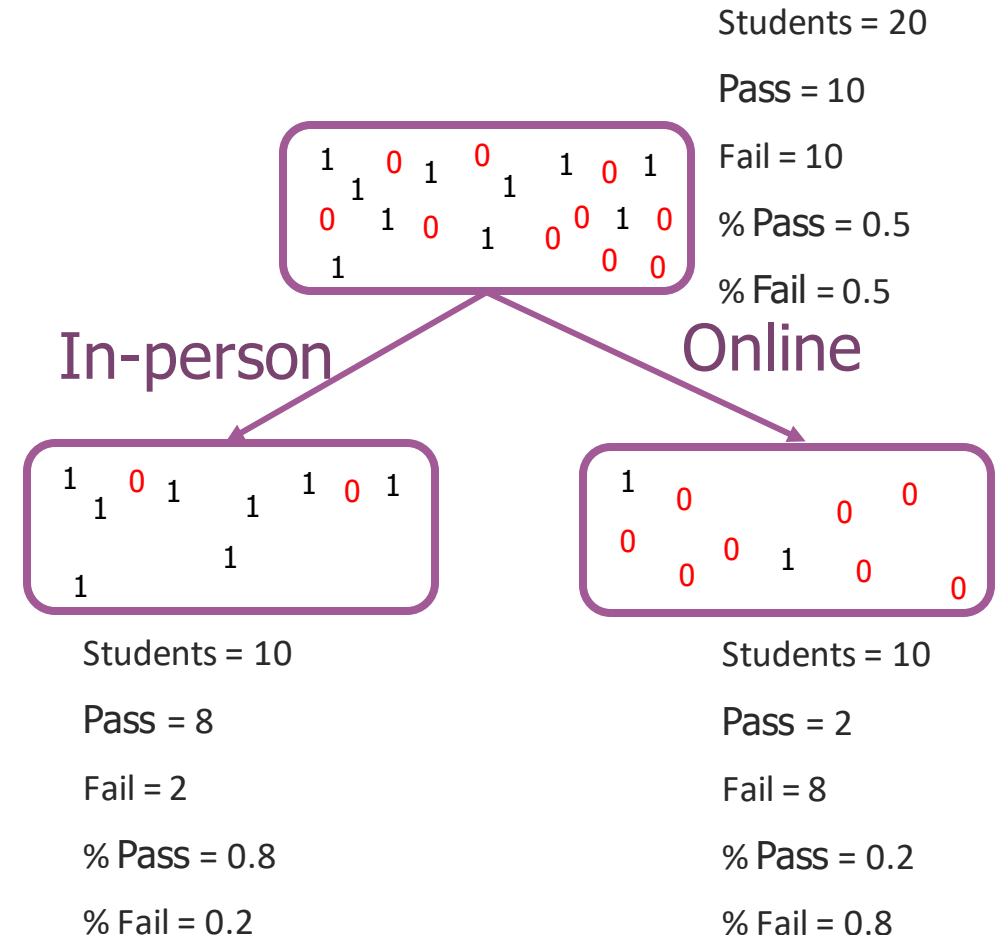 Students = 20
Pass = 10
Fail = 10
% Pass = 0.5
% Fail = 0.5
1 0 1 0 1 0 1
1 1
0 1 0 1 0 0 1 0
1 0 0
In-person
Online
1 0 1 1 0 1
1 1
1
1
1 0 0 0
0 0 0 1 0
0
Students = 10
Pass = 8
Fail = 2
% Pass = 0.8
% Fail = 0.2
Students = 10
Pass = 2
Fail = 8
% Pass = 0.2
% Fail = 0.8